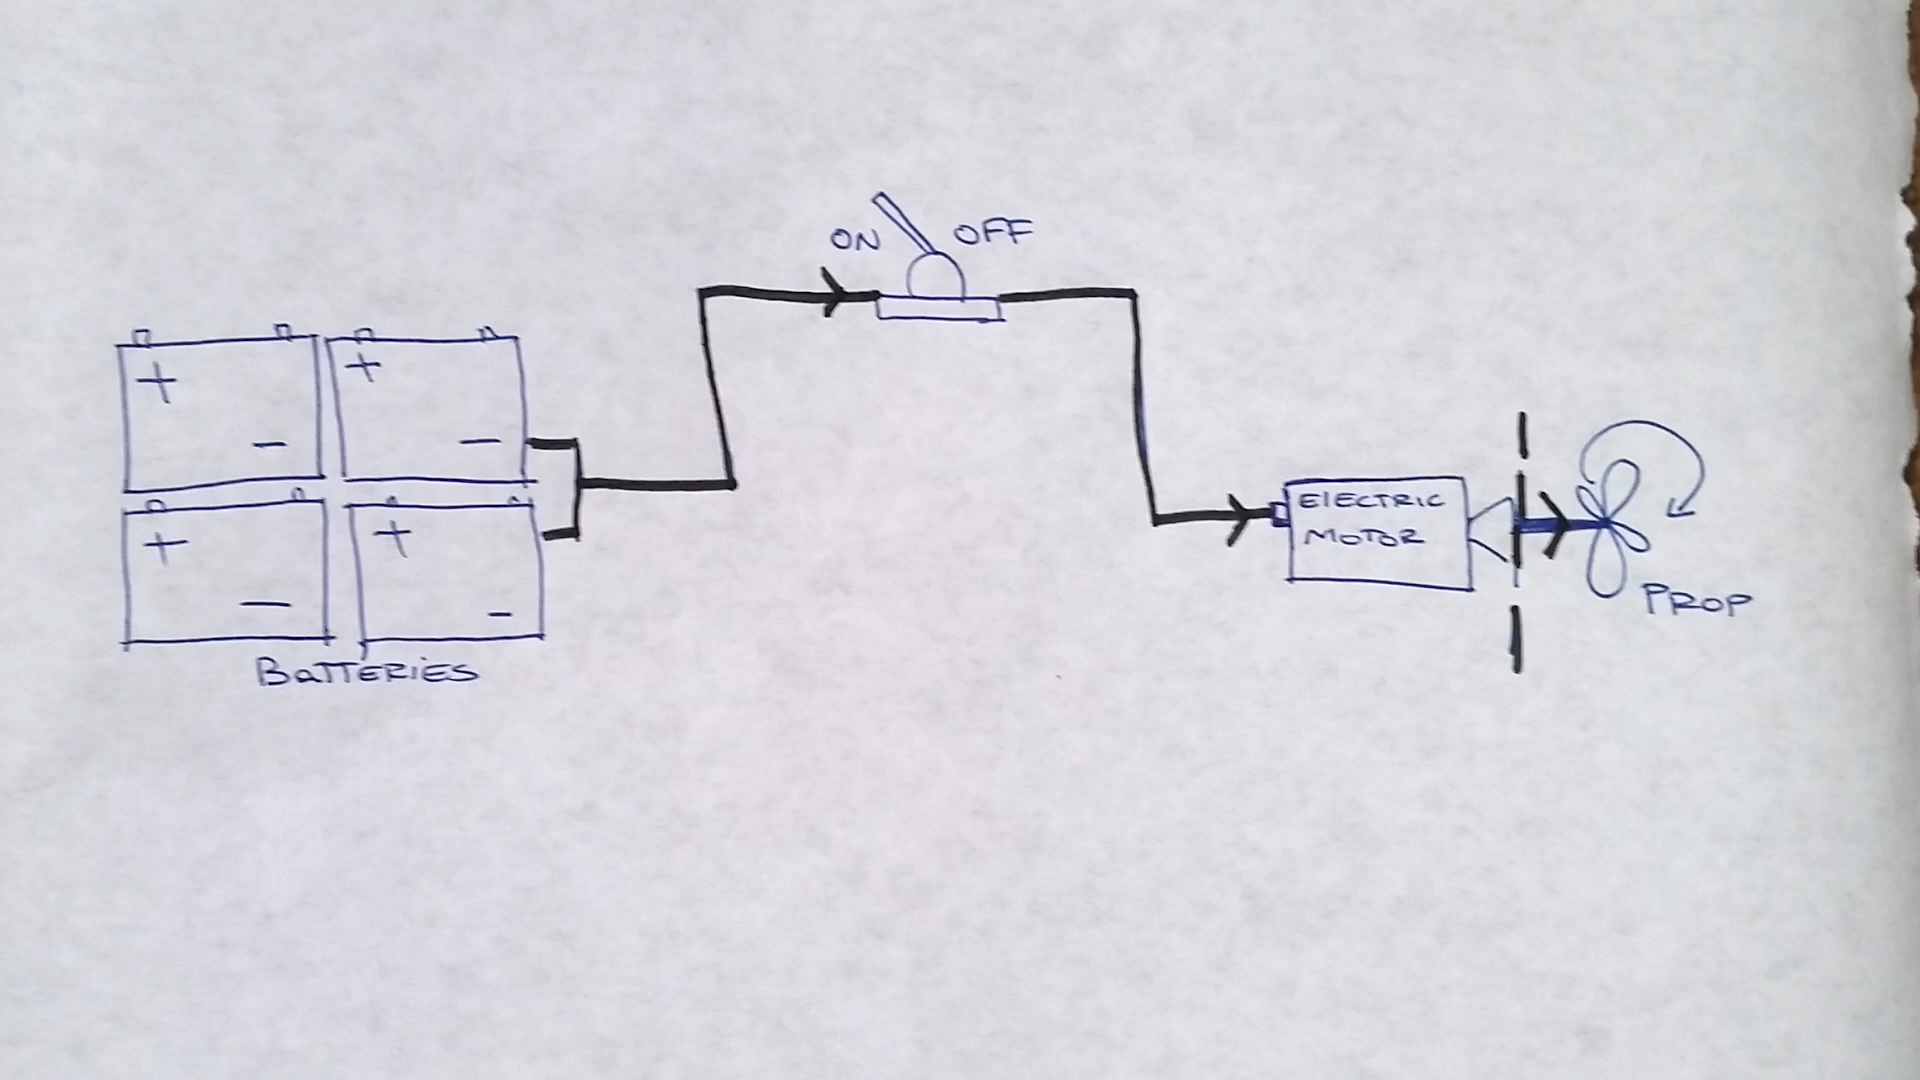 ON OFF
+ -
+ -
+ -
+ -
BaTTERiES
ElECTRIC
MOTOR
PROP